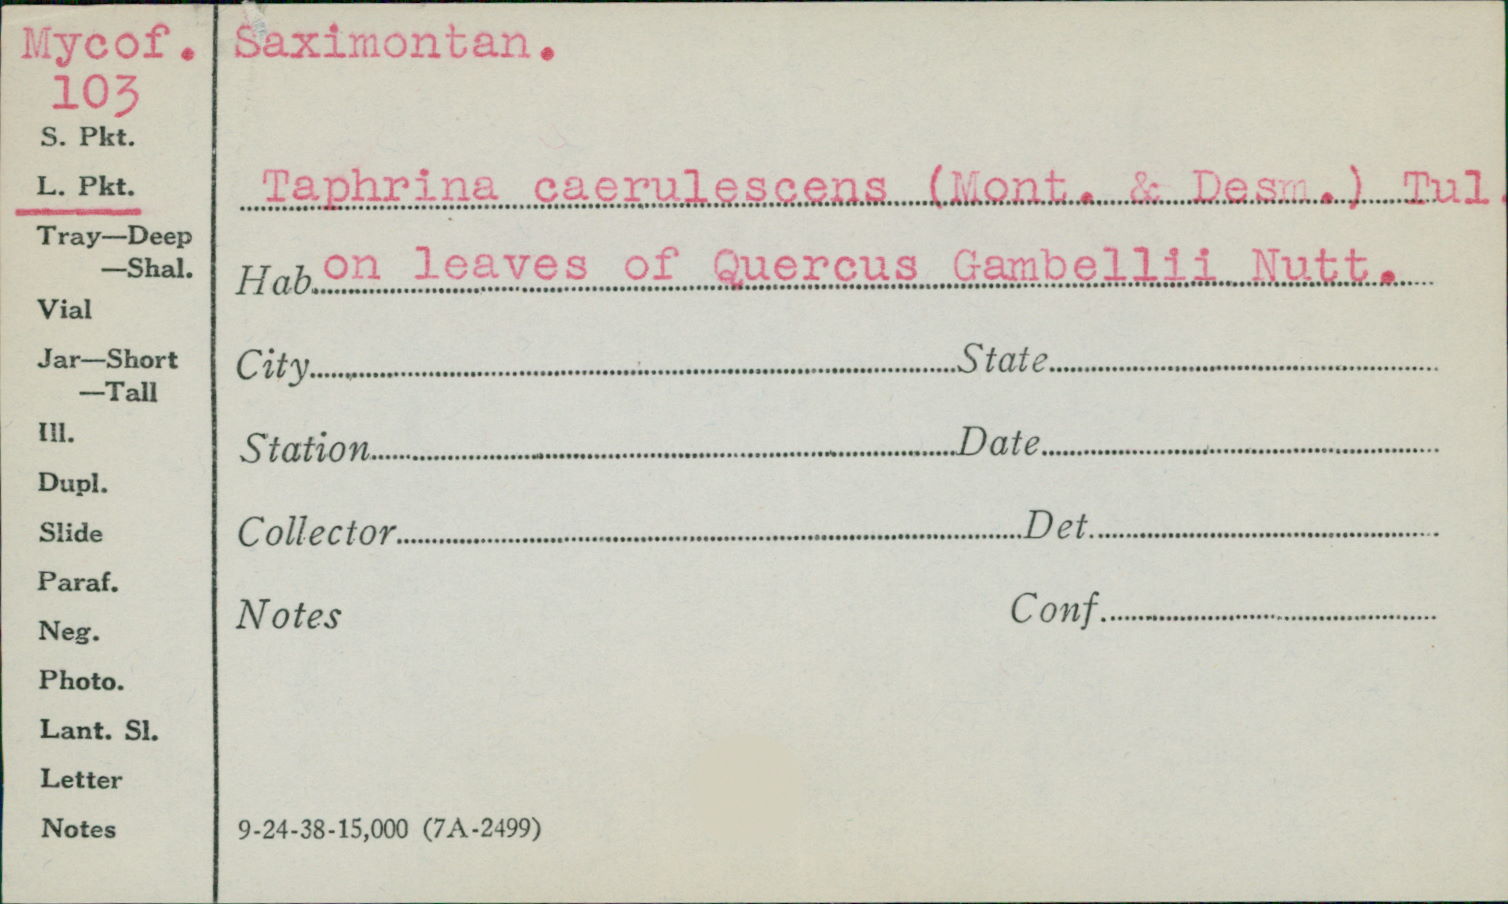 Mycof.
103
S. Pkt.
L. Pkt.
Tray—Deep
—Shal.
Vial
Jar—Short
—Tall
Ill.
Dupl.
Slide
Paraf.
Neg.
Photo.
Lant. Sl.
Letter
Notes
Saximontan.
Taphrina caerulescens (Mont. & Desm.) Tul.
Hab. on leaves of Quercus Gambellii Nutt.
City State
Station Date
Collector Det.
Notes Conf.
9-24-38-15,000 (7A-2499)